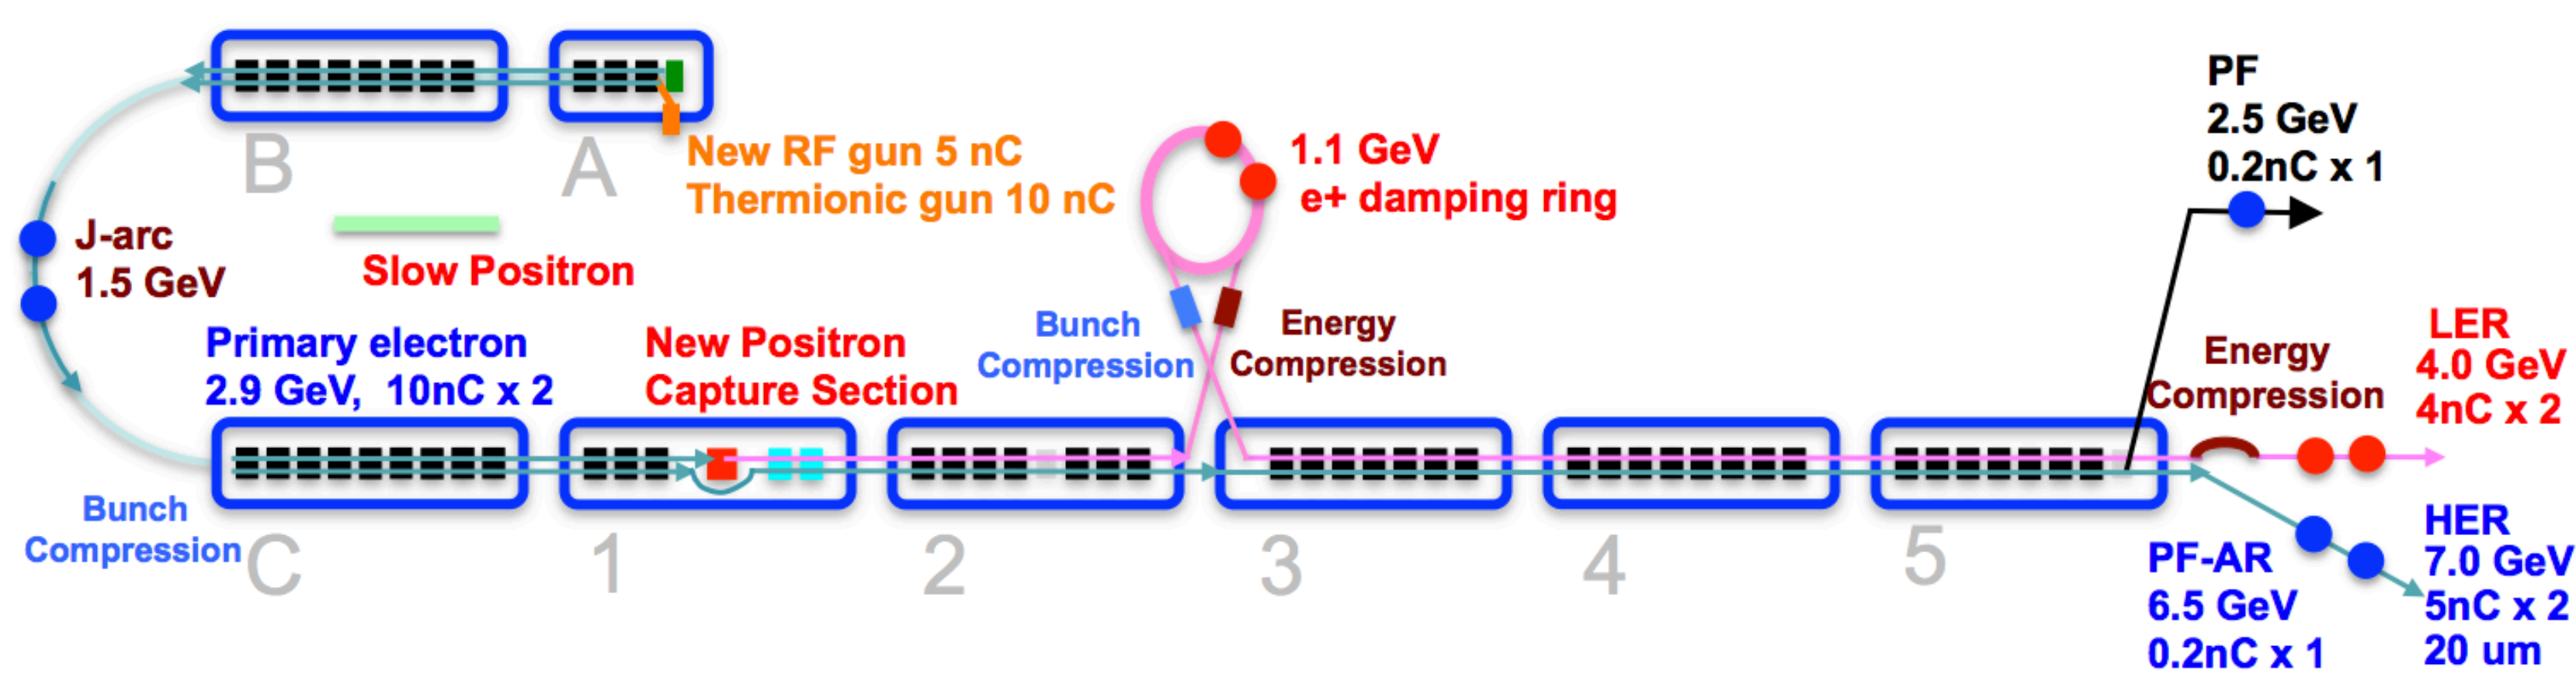 B
A
New RF gun 5 nC
Thermionic gun 10 nC
J-arc
1.5 GeV
Slow Positron
1.1 GeV
e+ damping ring
PF
2.5 GeV
0.2nC x 1
Primary electron
2.9 GeV, 10nC x 2
New Positron
Capture Section
Bunch
Compression
Energy
Compression
Energy
Compression
LER
4.0 GeV
4nC x 2
Bunch
Compression
C
1
2
3
4
5
PF-AR
6.5 GeV
0.2nC x 1
HER
7.0 GeV
5nC x 2
20 um